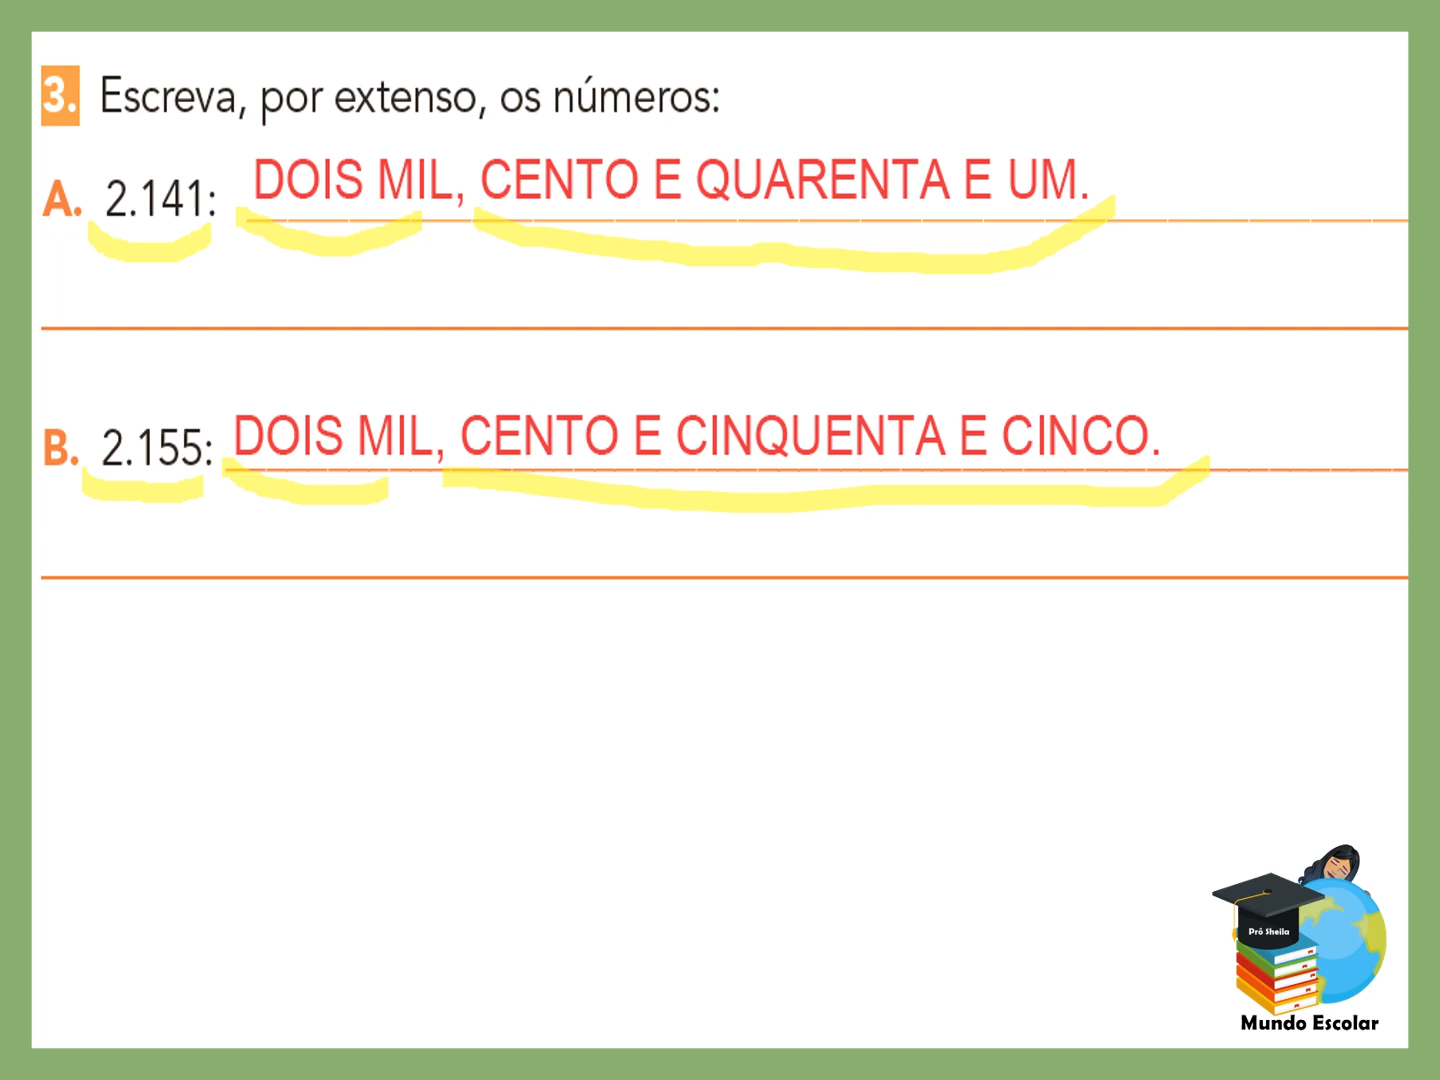 3. Escreva, por extenso, os números:
A. 2.141: DOIS MIL, CENTO E QUARENTA E UM.
B. 2.155: DOIS MIL, CENTO E CINQUENTA E CINCO.
Prô Sheila
Mundo Escolar